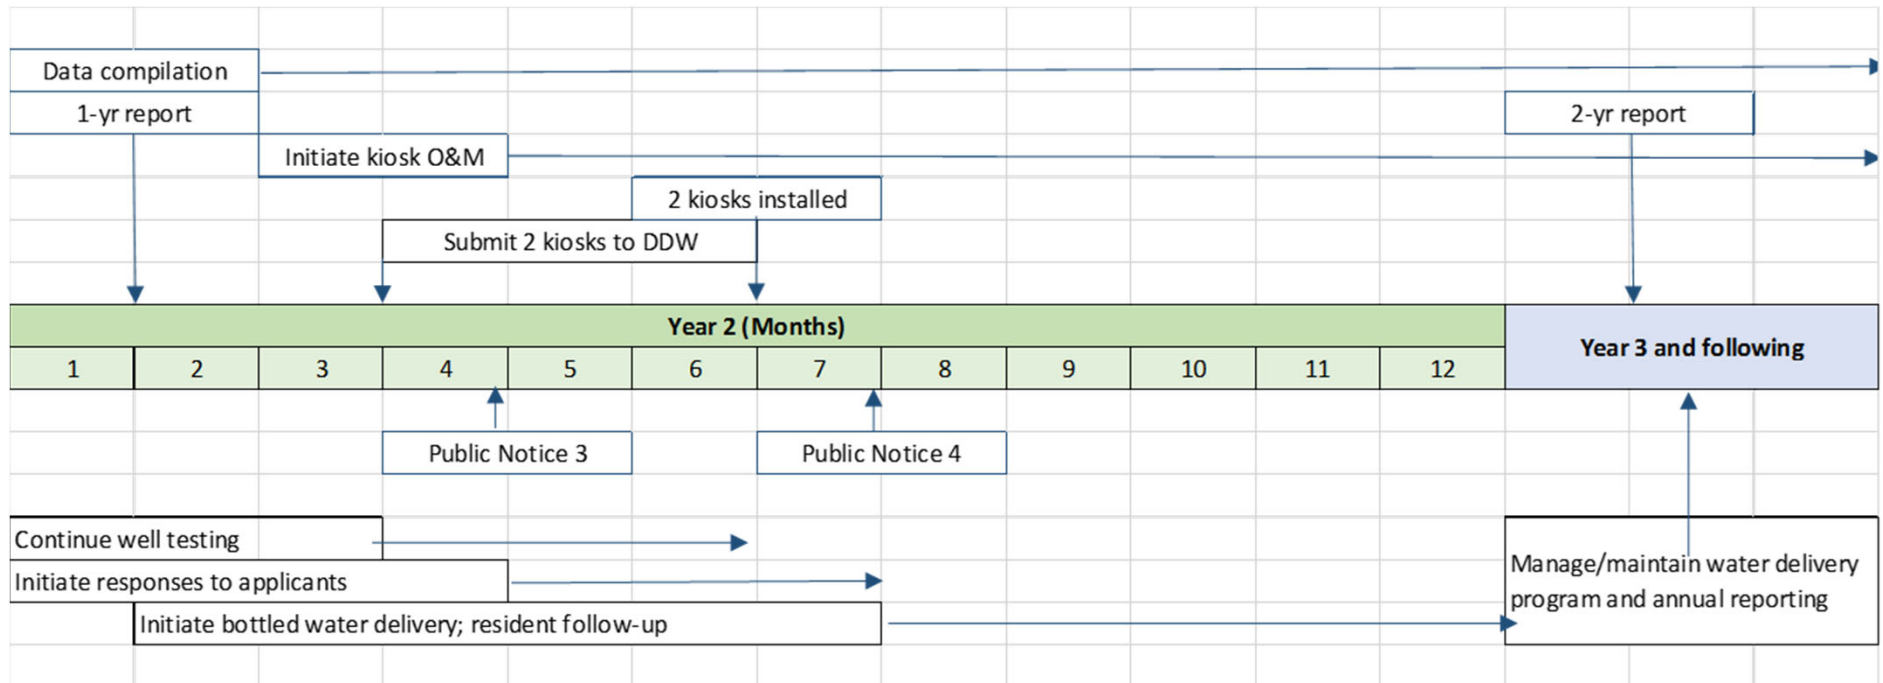 Data compilation
1-yr report
2-yr report
Initiate kiosk O&M
2 kiosks installed
Submit 2 kiosks to DDW
Year 2 (Months)
Year 3 and following
1 2 3 4 5 6 7 8 9 10 11 12
Public Notice 3
Public Notice 4
Continue well testing
Initiate responses to applicants
Initiate bottled water delivery; resident follow-up
Manage/maintain water delivery
program and annual reporting